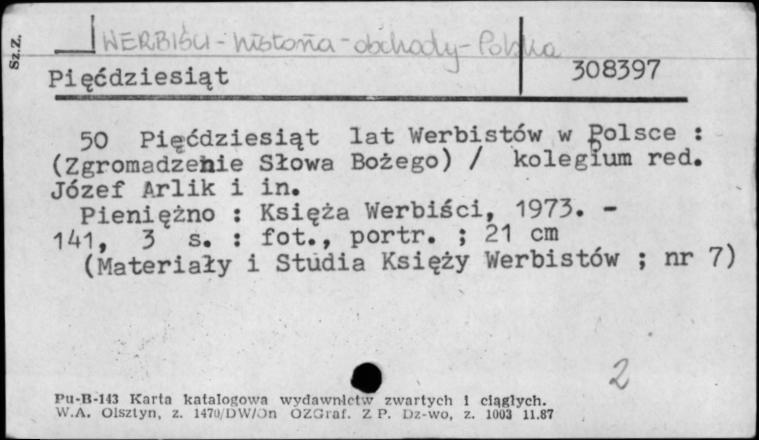 WERBIŚCI - historia - obchody - Polska
Sz.Z.
Pięćdziesiąt
308397
50 Pięćdziesiąt lat Werbistów w Polsce :
(Zgromadzenie Słowa Bożego) / kolegium red.
Józef Arlik i in.
Pieniężno : Księża Werbiści, 1973. -
141, 3 s. : fot., portr. ; 21 cm
(Materiały i Studia Księży Werbistów ; nr 7)
2
Pu-B-143 Karta katalogowa wydawnictw zwartych i ciągłych.
W.A. Olsztyn, z. 1470/DW/On OZGraf. Z P. Dz-wo, z. 1003 11.87